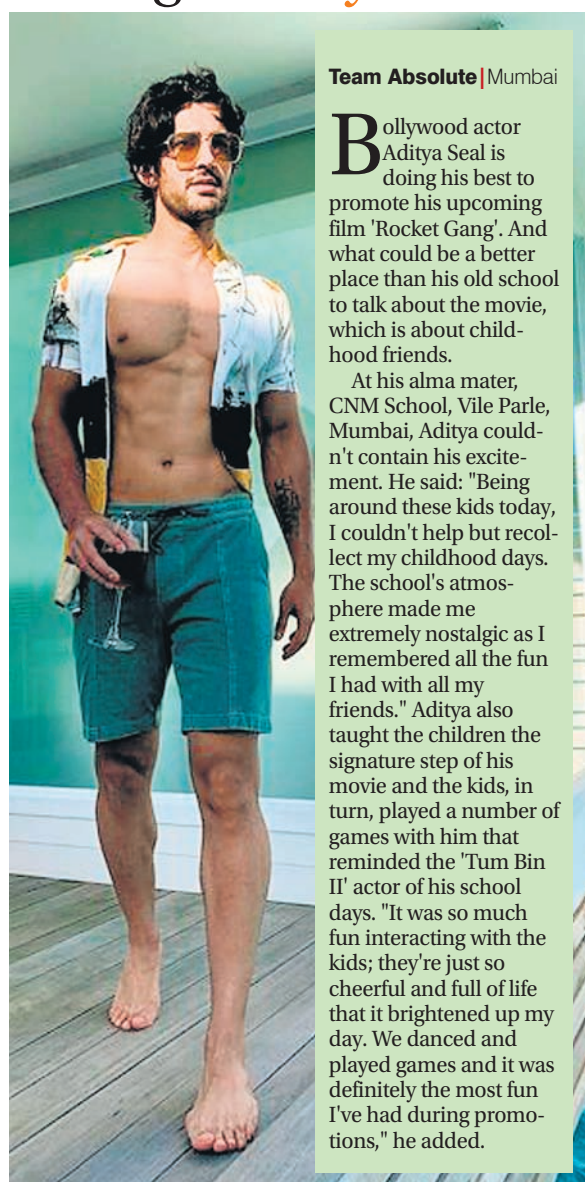 Team Absolute|Mumbai
Bollywood actor
Aditya Seal is
doing his best to
promote his upcoming
film 'Rocket Gang'. And
what could be a better
place than his old school
to talk about the movie,
which is about child-
hood friends.
At his alma mater,
CNM School, Vile Parle,
Mumbai, Aditya could-
n't contain his excite-
ment. He said: "Being
around these kids today,
I couldn't help but recol-
lect my childhood days.
The school's atmos-
phere made me
extremely nostalgic as I
remembered all the fun
I had with all my
friends." Aditya also
taught the children the
signature step of his
movie and the kids, in
turn, played a number of
games with him that
reminded the 'Tum Bin
II' actor of his school
days. "It was so much
fun interacting with the
kids; they're just so
cheerful and full of life
that it brightened up my
day. We danced and
played games and it was
definitely the most fun
I've had during promo-
tions," he added.